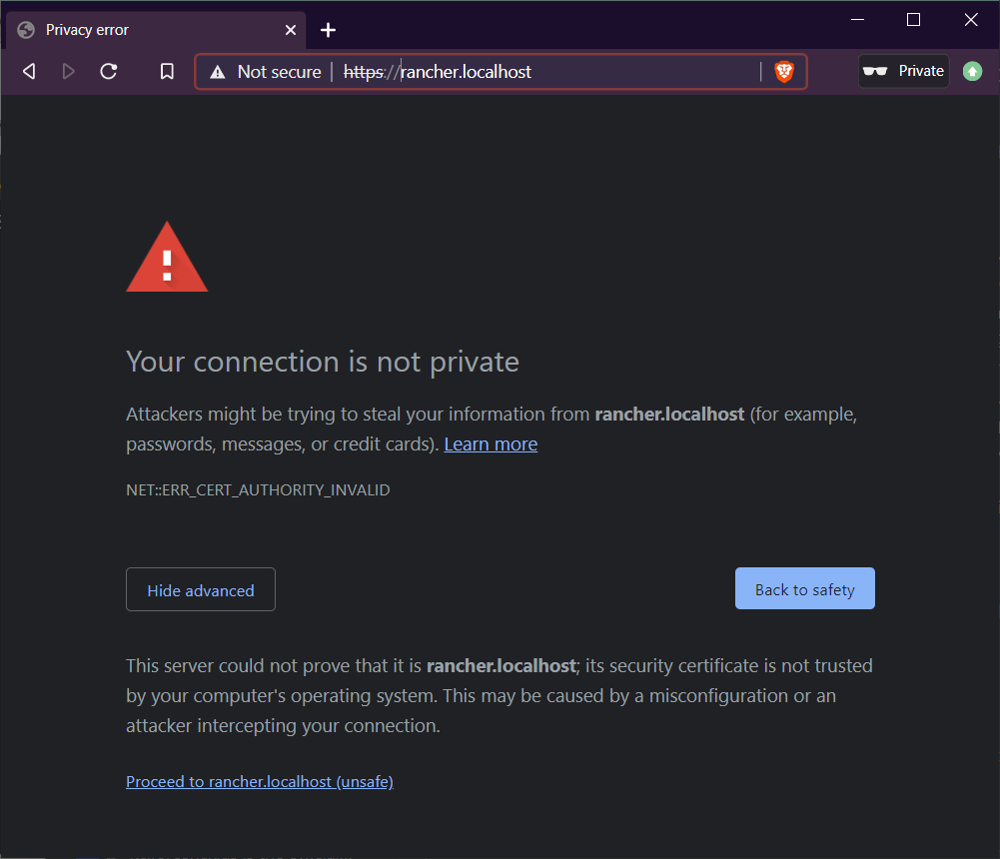 Privacy error
Not secure
https://rancher.localhost
Private
Your connection is not private
Attackers might be trying to steal your information from rancher.localhost (for example,
passwords, messages, or credit cards). Learn more
NET::ERR_CERT_AUTHORITY_INVALID
Hide advanced
Back to safety
This server could not prove that it is rancher.localhost; its security certificate is not trusted
by your computer's operating system. This may be caused by a misconfiguration or an
attacker intercepting your connection.
Proceed to rancher.localhost (unsafe)